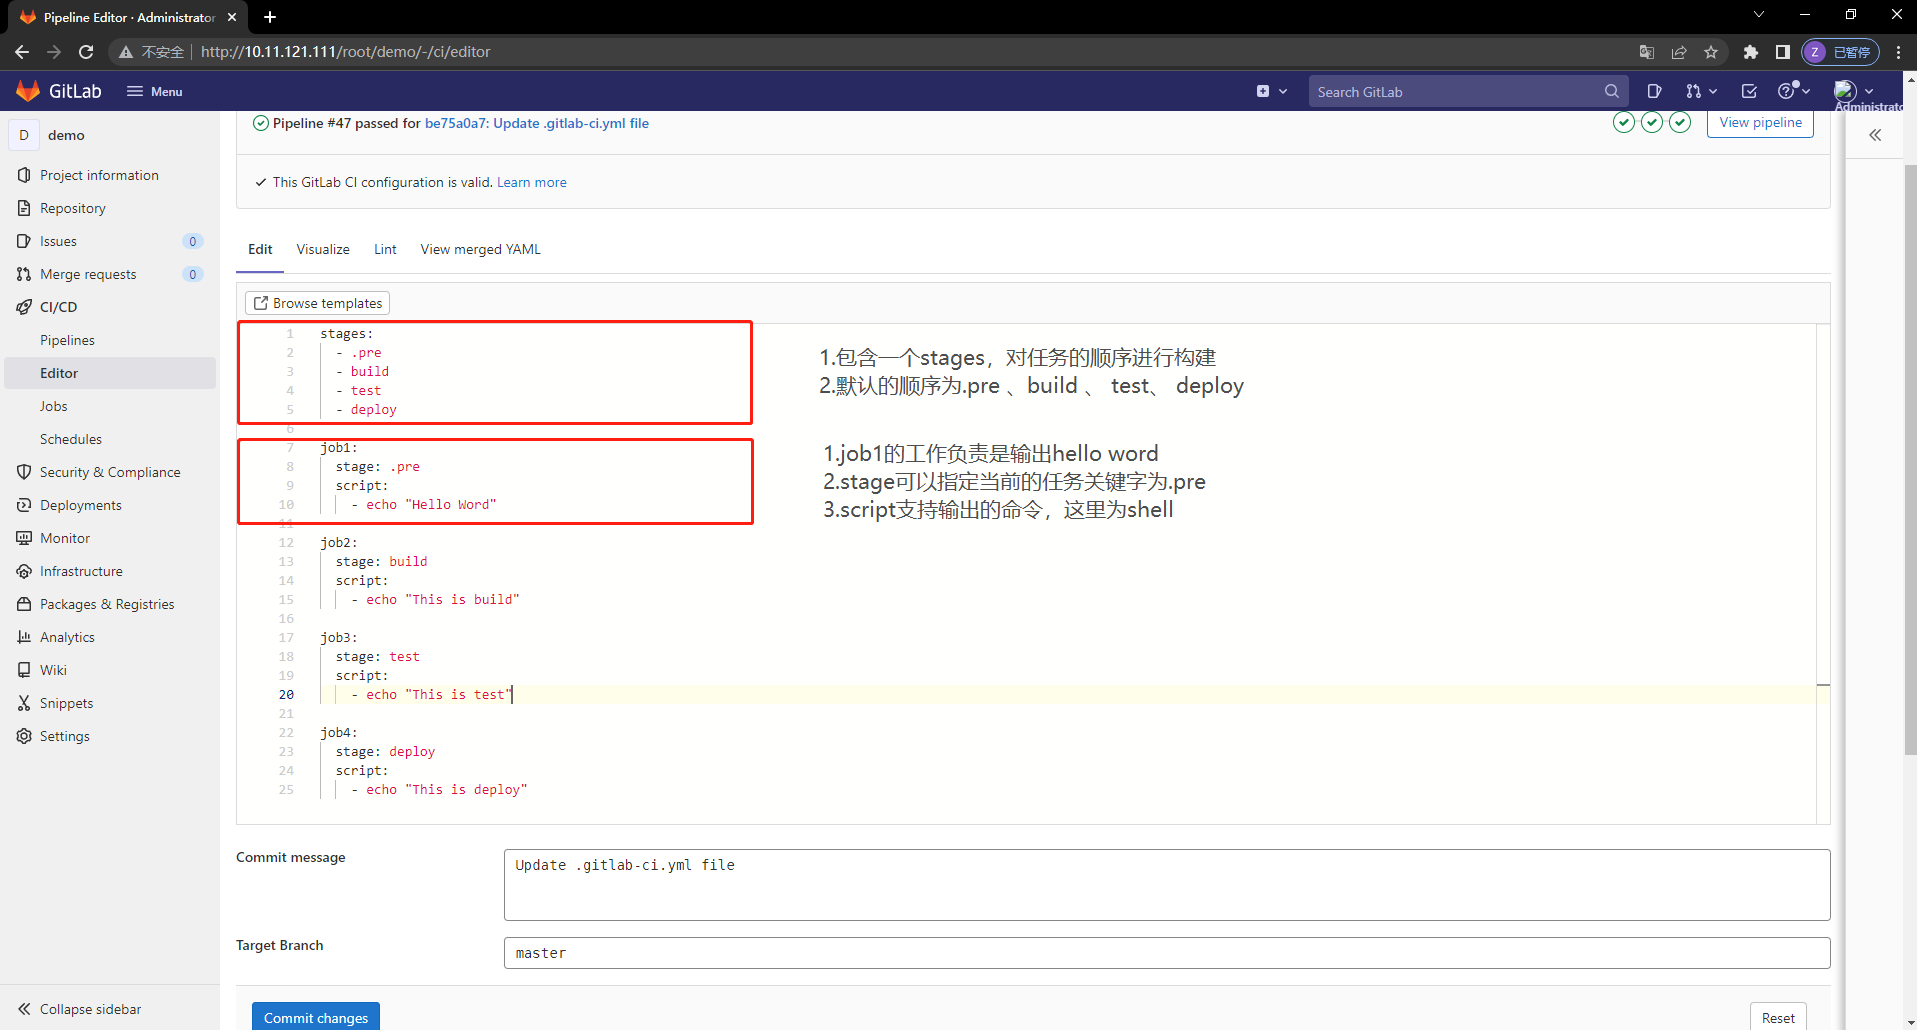 Pipeline Editor · Administrator
不安全 http://10.11.121.111/root/demo/-/ci/editor
Z 已暂停
GitLab Menu
Search GitLab
Administrato
D demo
Project information
Repository
Issues 0
Merge requests 0
CI/CD
Pipelines
Editor
Jobs
Schedules
Security & Compliance
Deployments
Monitor
Infrastructure
Packages & Registries
Analytics
Wiki
Snippets
Settings
Collapse sidebar
Pipeline #47 passed for be75a0a7: Update .gitlab-ci.yml file
View pipeline
This GitLab CI configuration is valid. Learn more
Edit Visualize Lint View merged YAML
Browse templates
1 stages:
2 - .pre
3 - build
4 - test
5 - deploy
6
7 job1:
8 stage: .pre
9 script:
10 - echo "Hello Word"
11
12 job2:
13 stage: build
14 script:
15 - echo "This is build"
16
17 job3:
18 stage: test
19 script:
20 - echo "This is test"
21
22 job4:
23 stage: deploy
24 script:
25 - echo "This is deploy"
1.包含一个stages，对任务的顺序进行构建
2.默认的顺序为.pre 、build 、 test、 deploy
1.job1的工作负责是输出hello word
2.stage可以指定当前的任务关键字为.pre
3.script支持输出的命令，这里为shell
Commit message
Update .gitlab-ci.yml file
Target Branch
master
Commit changes
Reset